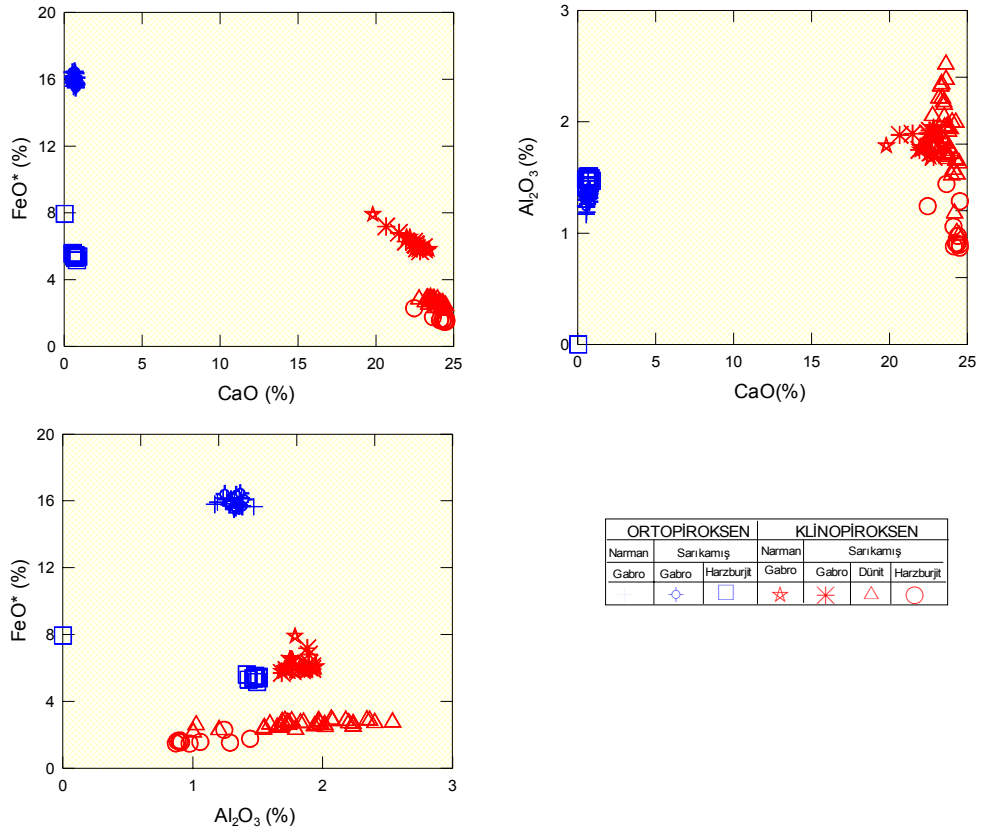 20
16
12
8
4
0
FeO* (%)
0 5 10 15 20 25
CaO (%)
3
2
1
0
Al₂O₃ (%)
0 5 10 15 20 25
CaO(%)
20
16
12
8
4
0
FeO* (%)
0 1 2 3
Al₂O₃ (%)
ORTOPİROKSEN KLİNOPİROKSEN
Narman Sarıkamış Narman Sarıkamış
Gabro Gabro Harzburjit Gabro Gabro Dünit Harzburjit